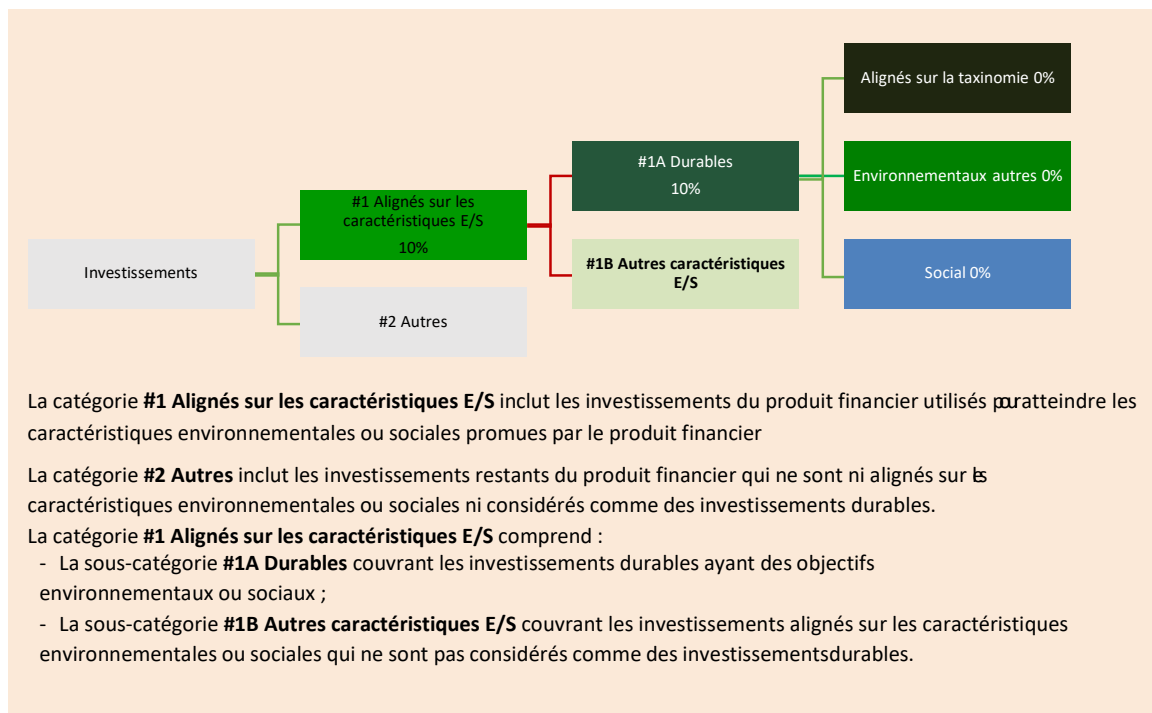 Alignés sur la taxinomie 0%
#1A Durables
10%
Environnementaux autres 0%
#1 Alignés sur les
caractéristiques E/S
10%
Investissements
#1B Autres caractéristiques
E/S
Social 0%
#2 Autres
La catégorie #1 Alignés sur les caractéristiques E/S inclut les investissements du produit financier utilisés pouratteindre les
caractéristiques environnementales ou sociales promues par le produit financier
La catégorie #2 Autres inclut les investissements restants du produit financier qui ne sont ni alignés sur les
caractéristiques environnementales ou sociales ni considérés comme des investissements durables.
La catégorie #1 Alignés sur les caractéristiques E/S comprend :
- La sous-catégorie #1A Durables couvrant les investissements durables ayant des objectifs
environnementaux ou sociaux ;
- La sous-catégorie #1B Autres caractéristiques E/S couvrant les investissements alignés sur les caractéristiques
environnementales ou sociales qui ne sont pas considérés comme des investissementsdurables.